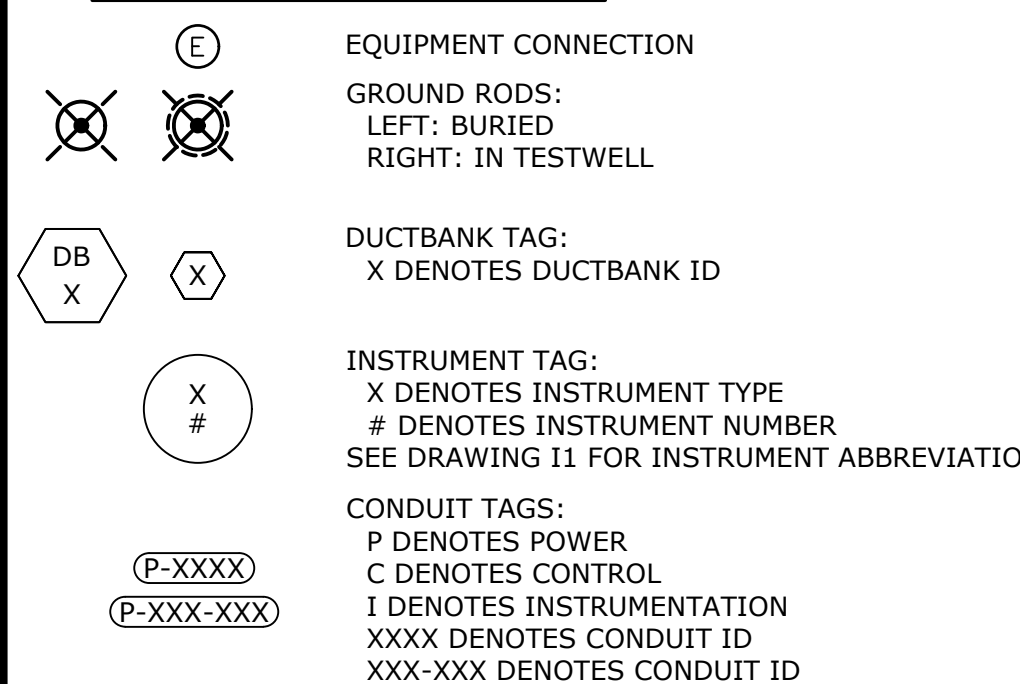 E
EQUIPMENT CONNECTION
GROUND RODS:
LEFT: BURIED
RIGHT: IN TESTWELL
DB
X
X
DUCTBANK TAG:
X DENOTES DUCTBANK ID
X
#
INSTRUMENT TAG:
X DENOTES INSTRUMENT TYPE
# DENOTES INSTRUMENT NUMBER
SEE DRAWING I1 FOR INSTRUMENT ABBREVIATIO
P-XXXX
P-XXX-XXX
CONDUIT TAGS:
P DENOTES POWER
C DENOTES CONTROL
I DENOTES INSTRUMENTATION
XXXX DENOTES CONDUIT ID
XXX-XXX DENOTES CONDUIT ID